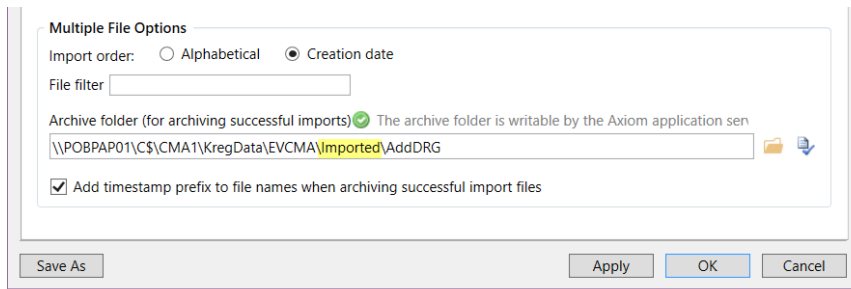 Multiple File Options
Import order: Alphabetical Creation date
File filter
Archive folder (for archiving successful imports) The archive folder is writable by the Axiom application serv
\\POBPAP01\C$\CMA1\KregData\EVCMA\Imported\AddDRG
Add timestamp prefix to file names when archiving successful import files
Save As Apply OK Cancel